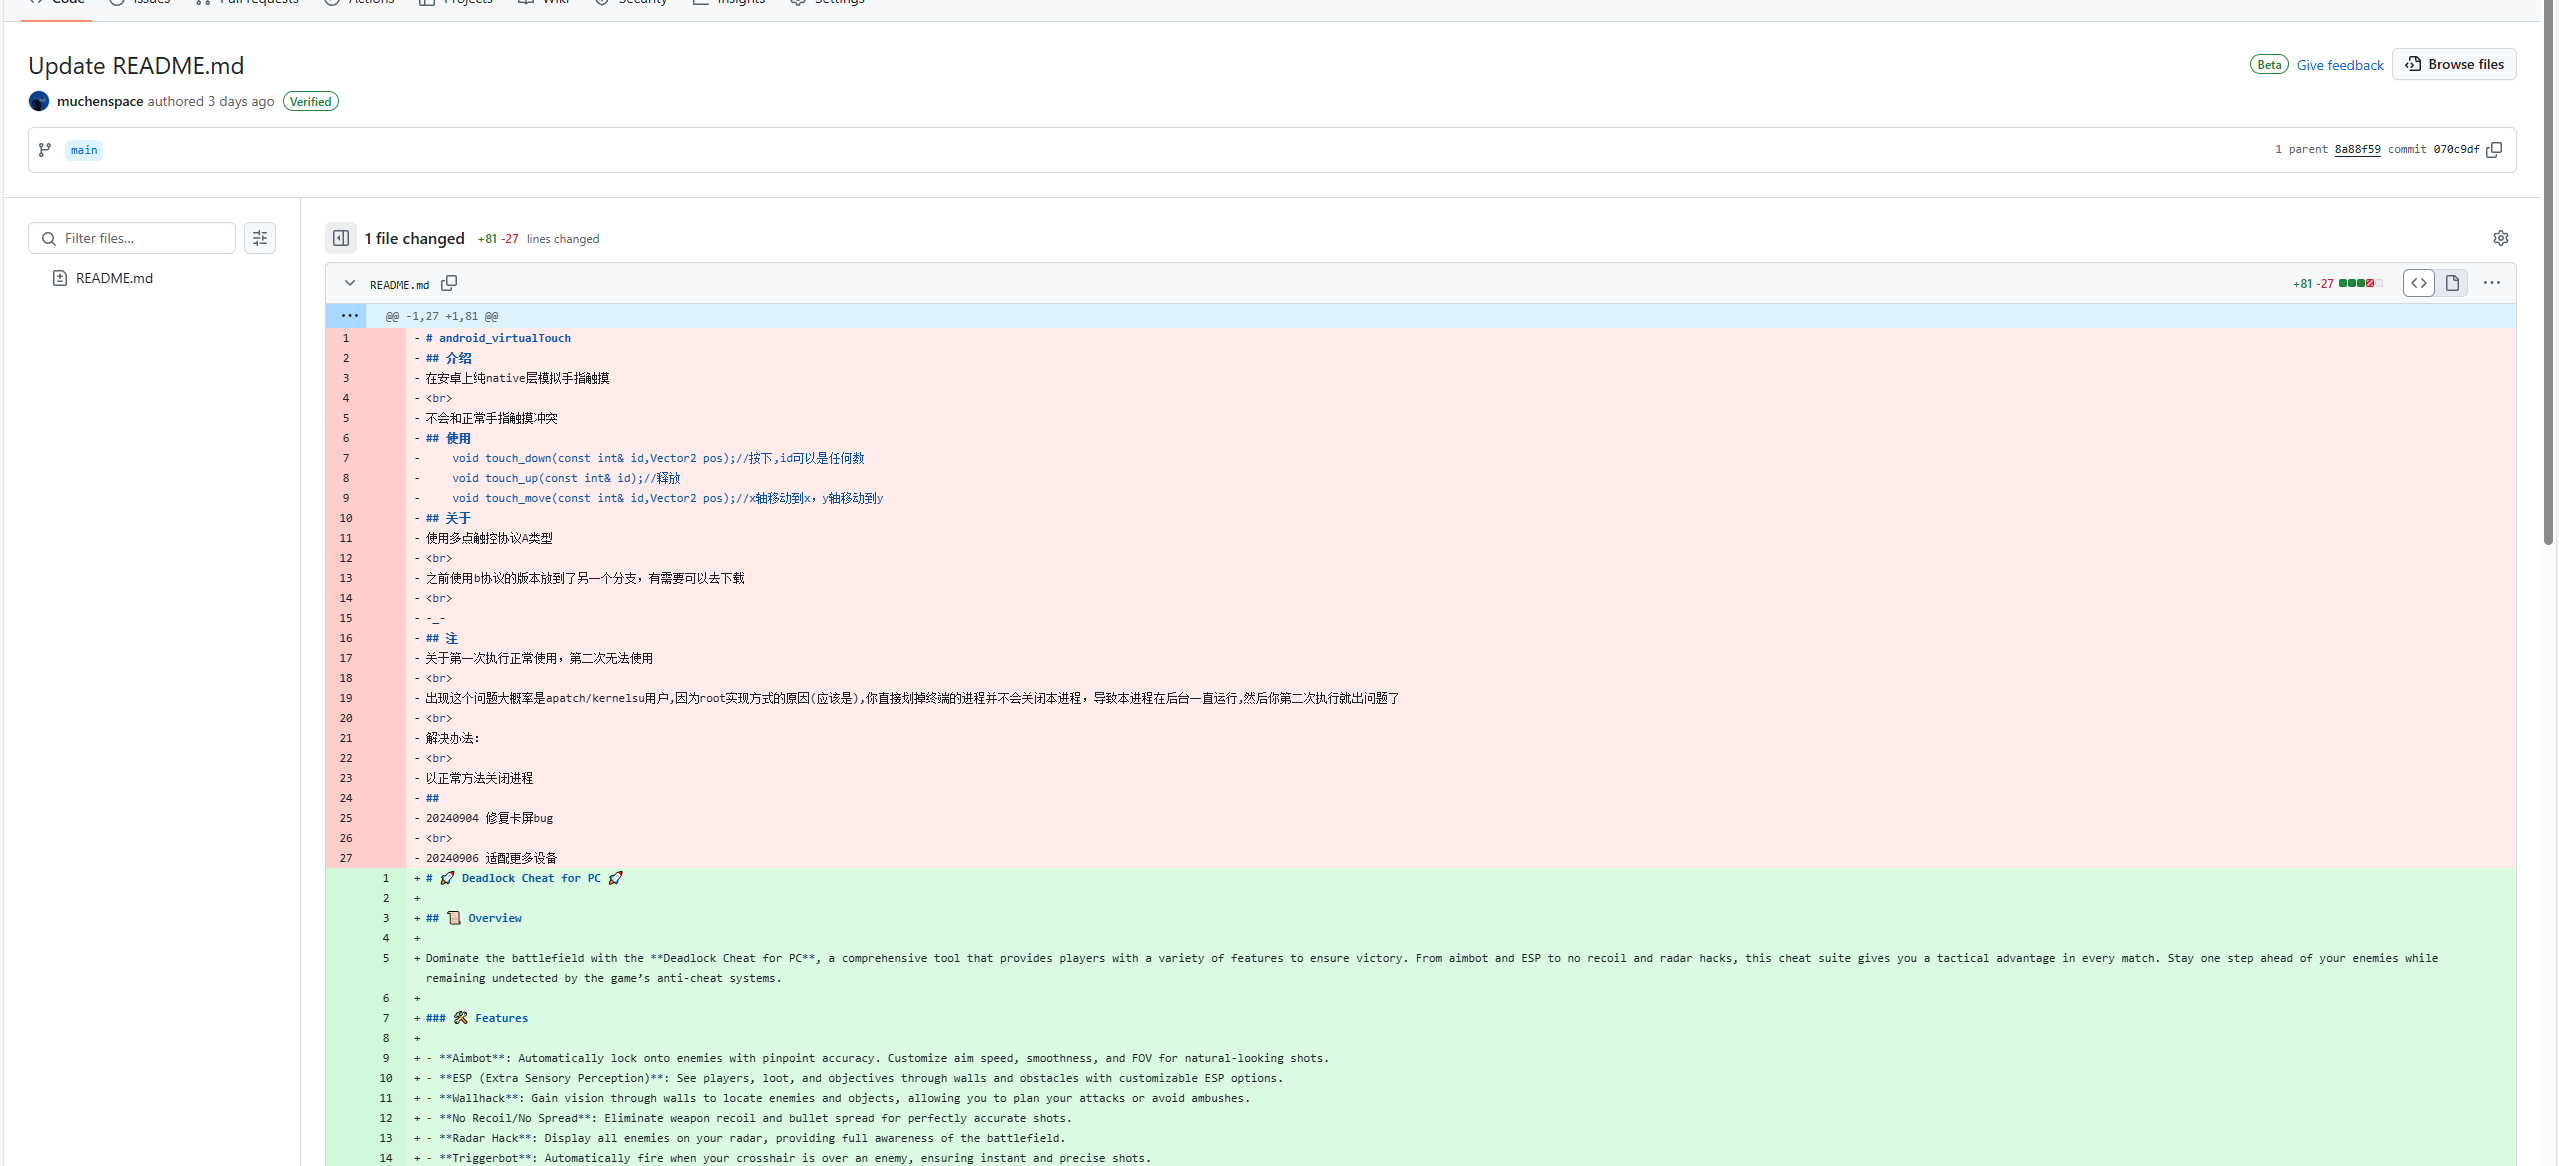 Code Issues Pull requests Actions Projects Wiki Security Insights Settings
Update README.md
Beta Give feedback Browse files
muchenspace authored 3 days ago Verified
main
1 parent 8a88f59 commit 070c9df
Filter files...
README.md
1 file changed +81 -27 lines changed
README.md
+81 -27
@@ -1,27 +1,81 @@
1 - # android_virtualTouch
2 - ## 介绍
3 - 在安卓上纯native层模拟手指触摸
4 - <br>
5 - 不会和正常手指触摸冲突
6 - ## 使用
7 - void touch_down(const int& id,Vector2 pos);//按下,id可以是任何数
8 - void touch_up(const int& id);//释放
9 - void touch_move(const int& id,Vector2 pos);//x轴移动到x，y轴移动到y
10 - ## 关于
11 - 使用多点触控协议A类型
12 - <br>
13 - 之前使用b协议的版本放到了另一个分支，有需要可以去下载
14 - <br>
15 - -_-
16 - ## 注
17 - 关于第一次执行正常使用，第二次无法使用
18 - <br>
19 - 出现这个问题大概率是apatch/kernelsu用户,因为root实现方式的原因(应该是),你直接划掉终端的进程并不会关闭本进程，导致本进程在后台一直运行,然后你第二次执行就出问题了
20 - <br>
21 - 解决办法:
22 - <br>
23 - 以正常方法关闭进程
24 - ##
25 - 20240904 修复卡屏bug
26 - <br>
27 - 20240906 适配更多设备
1 + # 🚀 Deadlock Cheat for PC 🚀
2 +
3 + ## 📜 Overview
4 +
5 + Dominate the battlefield with the **Deadlock Cheat for PC**, a comprehensive tool that provides players with a variety of features to ensure victory. From aimbot and ESP to no recoil and radar hacks, this cheat suite gives you a tactical advantage in every match. Stay one step ahead of your enemies while
remaining undetected by the game’s anti-cheat systems.
6 +
7 + ### 🛠 Features
8 +
9 + - **Aimbot**: Automatically lock onto enemies with pinpoint accuracy. Customize aim speed, smoothness, and FOV for natural-looking shots.
10 + - **ESP (Extra Sensory Perception)**: See players, loot, and objectives through walls and obstacles with customizable ESP options.
11 + - **Wallhack**: Gain vision through walls to locate enemies and objects, allowing you to plan your attacks or avoid ambushes.
12 + - **No Recoil/No Spread**: Eliminate weapon recoil and bullet spread for perfectly accurate shots.
13 + - **Radar Hack**: Display all enemies on your radar, providing full awareness of the battlefield.
14 + - **Triggerbot**: Automatically fire when your crosshair is over an enemy, ensuring instant and precise shots.